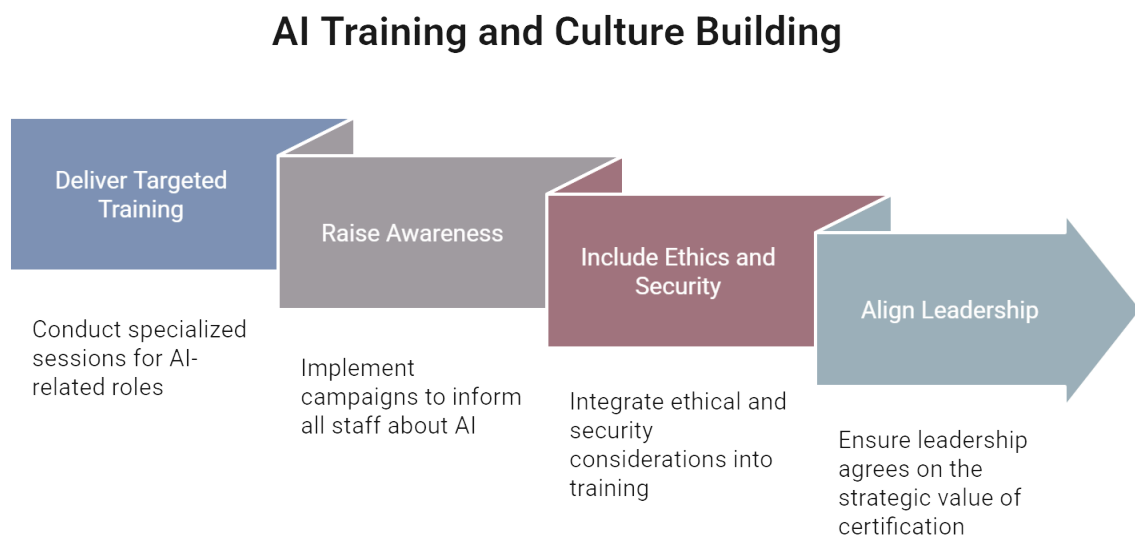 AI Training and Culture Building
Deliver Targeted
Training
Conduct specialized
sessions for AI-
related roles
Raise Awareness
Implement
campaigns to inform
all staff about AI
Include Ethics and
Security
Integrate ethical and
security
considerations into
training
Align Leadership
Ensure leadership
agrees on the
strategic value of
certification